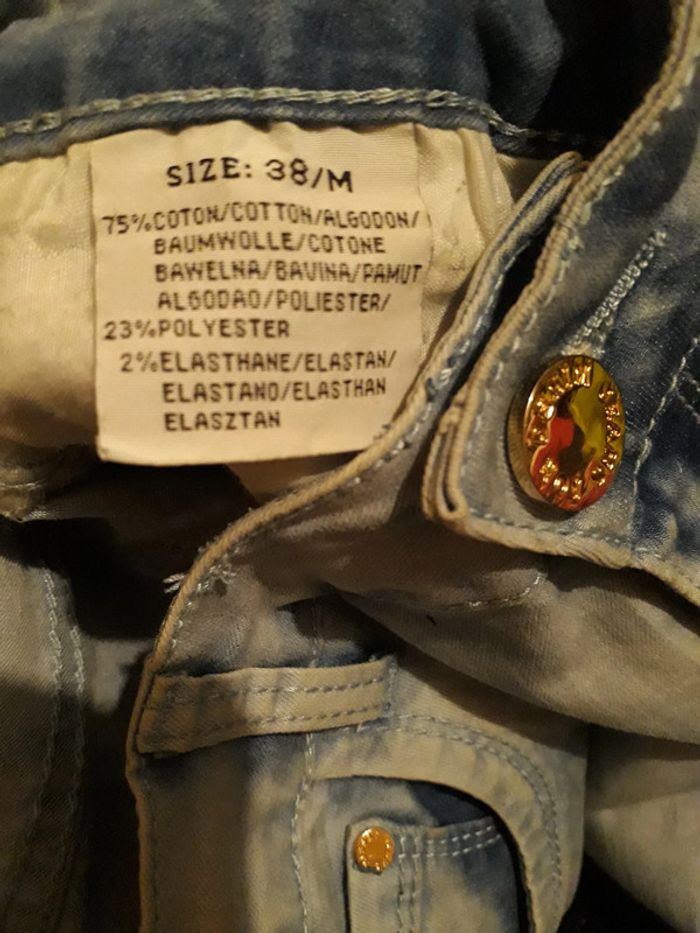 SIZE: 38/M
75%COTON/COTTON/ALGODON/
BAUMWOLLE/COTONE
BAWELNA/BAVINA/PAMUT
ALGODAO/POLIESTER/
23%POLYESTER
2%ELASTHANE/ELASTAN/
ELASTANO/ELASTHAN
ELASZTAN